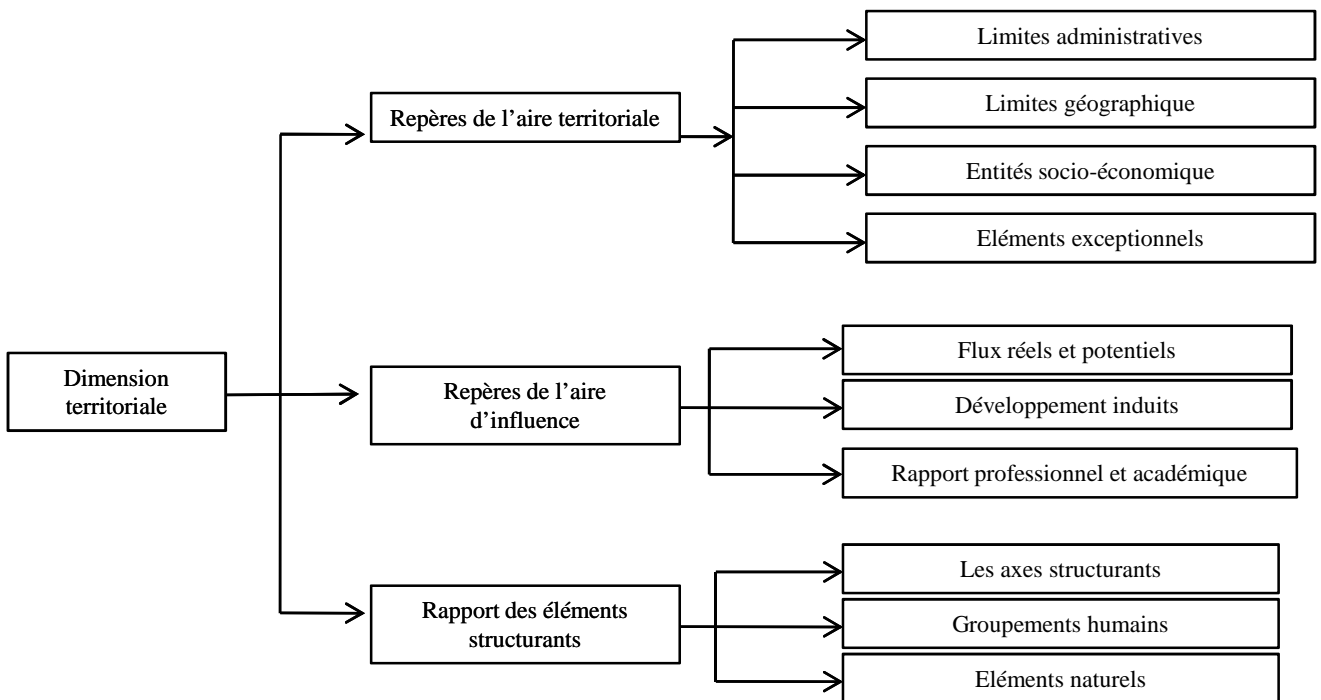 Dimension
territoriale
Repères de l’aire territoriale
Limites administratives
Limites géographique
Entités socio-économique
Eléments exceptionnels
Repères de l’aire
d’influence
Flux réels et potentiels
Développement induits
Rapport professionnel et académique
Rapport des éléments
structurants
Les axes structurants
Groupements humains
Eléments naturels